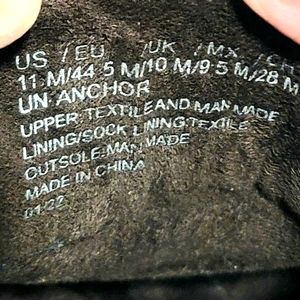 US / EU / UK / MX / CH
11 M/44 5 M/10 M/9 5 M/28 M
UN ANCHOR
UPPER: TEXTILE AND MAN MADE
LINING/SOCK LINING:TEXTILE
OUTSOLE:MAN MADE
MADE IN CHINA
01.22